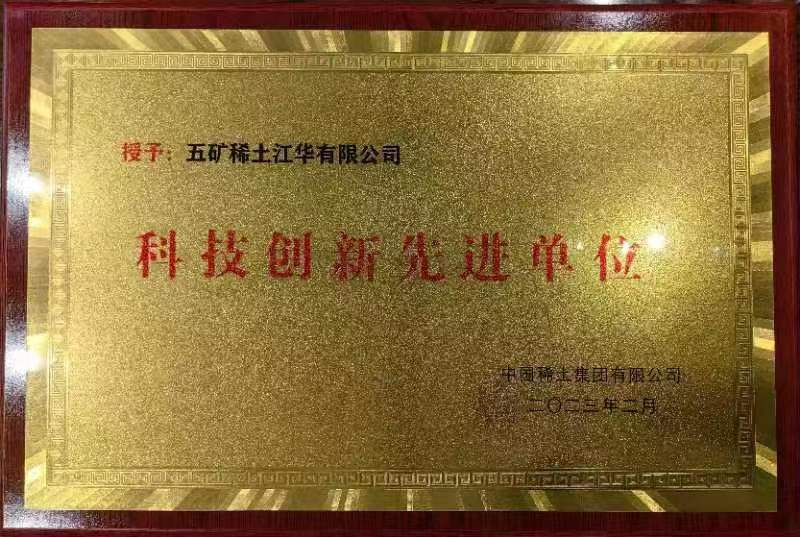 授予：五矿稀土江华有限公司
科技创新先进单位
中国稀土集团有限公司
二〇二三年二月